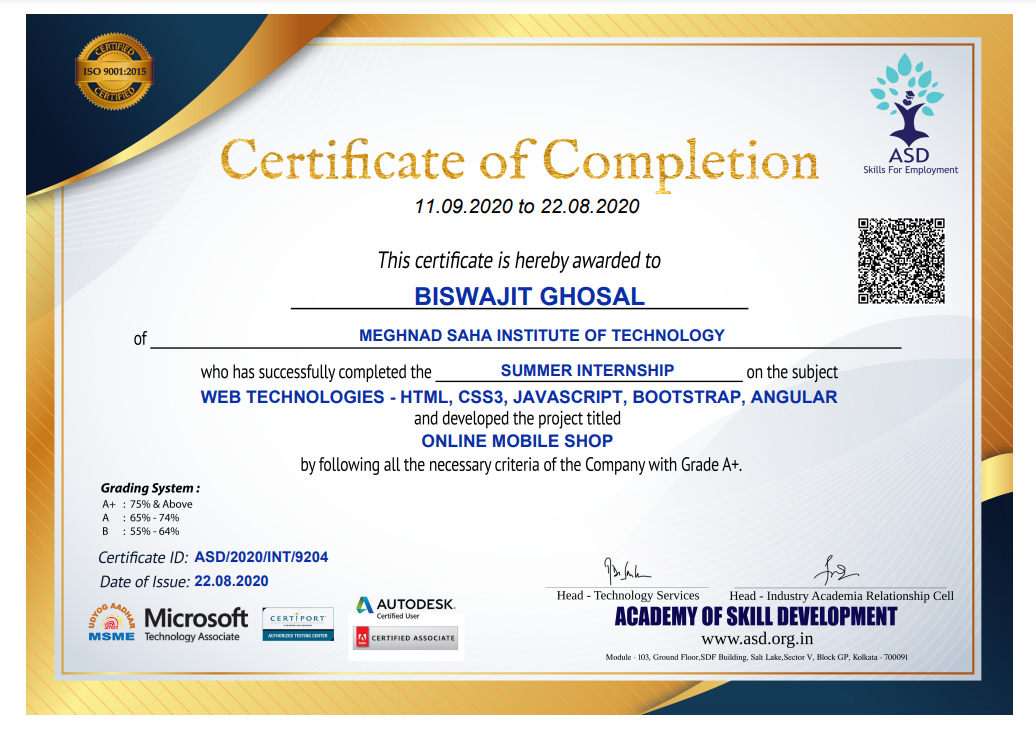 CERTIFIED
ISO 9001:2015
CERTIFIED
ASD
Skills For Employment
Certificate of Completion
11.09.2020 to 22.08.2020
This certificate is hereby awarded to
BISWAJIT GHOSAL
of MEGHNAD SAHA INSTITUTE OF TECHNOLOGY
who has successfully completed the SUMMER INTERNSHIP on the subject
WEB TECHNOLOGIES - HTML, CSS3, JAVASCRIPT, BOOTSTRAP, ANGULAR
and developed the project titled
ONLINE MOBILE SHOP
by following all the necessary criteria of the Company with Grade A+.
Grading System :
A+ : 75% & Above
A : 65% - 74%
B : 55% - 64%
Certificate ID: ASD/2020/INT/9204
Date of Issue: 22.08.2020
UDYOG AADHAR
MSME
Microsoft
Technology Associate
CERTIPORT
AUTHORIZED TESTING CENTER
AUTODESK.
Certified User
CERTIFIED ASSOCIATE
Head - Technology Services
Head - Industry Academia Relationship Cell
ACADEMY OF SKILL DEVELOPMENT
www.asd.org.in
Module - 103, Ground Floor,SDF Building, Salt Lake,Sector V, Block GP, Kolkata - 700091